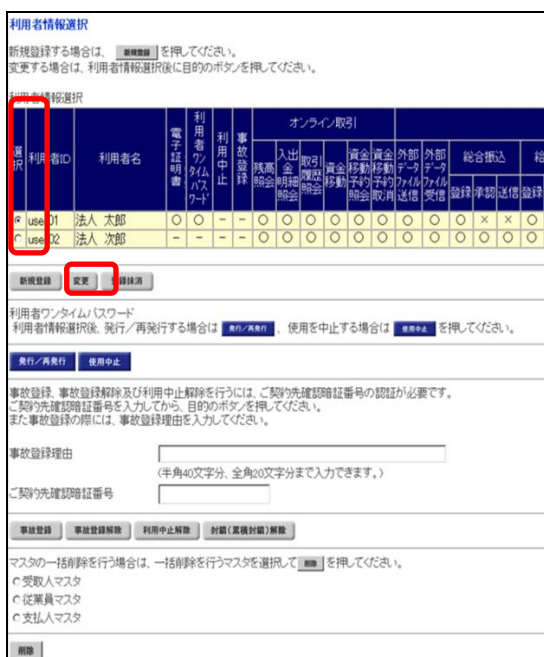 利用者情報選択
新規登録する場合は、 新規登録 を押してください。
変更する場合は、利用者情報選択後に目的のボタンを押してください。
利用者情報選択
選択 利用者ID 利用者名 電子証明書 利用者ワンタイムパスワード 利用中止 事故登録 オンライン取引
残高照会 入出金明細照会 取引履歴照会 資金移動 資金移動予約照会 資金移動予約取消 外部データファイル送信 外部データファイル受信 総合振込 給
登録 承認 送信 登録
user01 法人 太郎 ○ ○ － － ○ ○ ○ ○ ○ ○ ○ ○ ○ × × ○
user02 法人 次郎 － － － － ○ ○ ○ ○ ○ ○ ○ ○ ○ ○ ○ ○
新規登録 変更 登録抹消
利用者ワンタイムパスワード
利用者情報選択後、発行／再発行する場合は 発行／再発行 、使用を中止する場合は 使用中止 を押してください。
発行／再発行 使用中止
事故登録、事故登録解除及び利用中止解除を行うには、ご契約先確認暗証番号の認証が必要です。
ご契約先確認暗証番号を入力してから、目的のボタンを押してください。
また事故登録の際には、事故登録理由を入力してください。
事故登録理由
(半角40文字分、全角20文字分まで入力できます。)
ご契約先確認暗証番号
事故登録 事故登録解除 利用中止解除 封鎖(累積封鎖)解除
マスタの一括削除を行う場合は、一括削除を行うマスタを選択して 削除 を押してください。
受取人マスタ
従業員マスタ
支払人マスタ
削除